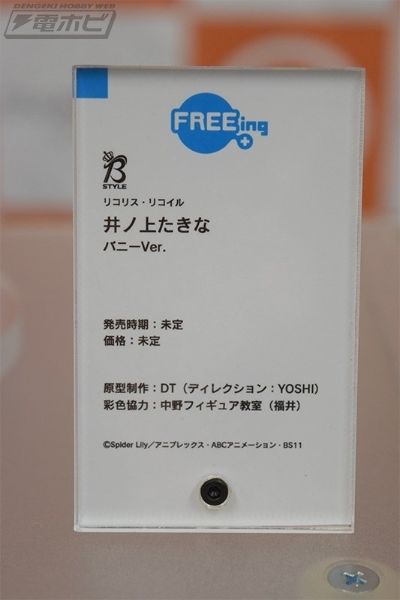 DENGEKI HOBBY WEB
電ホビ
FREEing
B
STYLE
リコリス・リコイル
井ノ上たきな
バニーVer.
発売時期：未定
価格：未定
原型制作：DT（ディレクション：YOSHI）
彩色協力：中野フィギュア教室（福井）
©Spider Lily／アニプレックス・ABCアニメーション・BS11